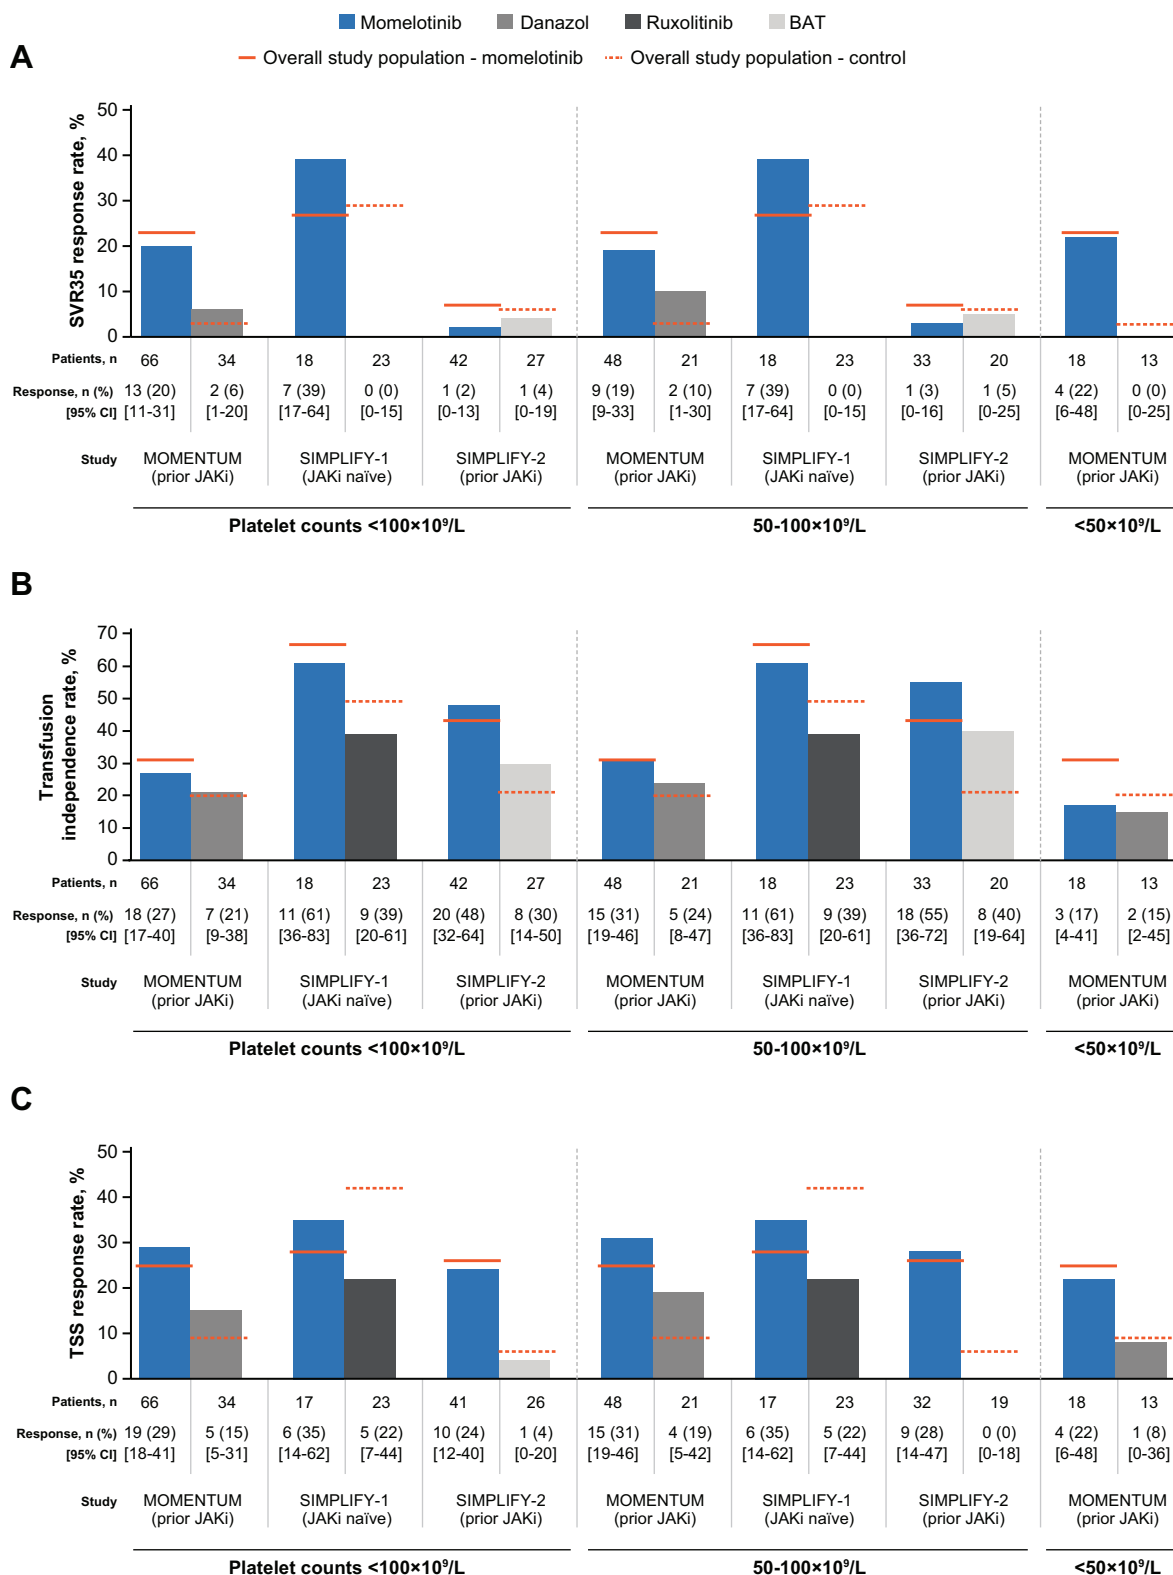 Momelotinib Danazol Ruxolitinib BAT
Overall study population - momelotinib Overall study population - control
A
SVR35 response rate, %
50
40
30
20
10
0
Patients, n 66 34 18 23 42 27 48 21 18 23 33 20 18 13
Response, n (%) 13 (20) 2 (6) 7 (39) 0 (0) 1 (2) 1 (4) 9 (19) 2 (10) 7 (39) 0 (0) 1 (3) 1 (5) 4 (22) 0 (0)
[95% CI] [11-31] [1-20] [17-64] [0-15] [0-13] [0-19] [9-33] [1-30] [17-64] [0-15] [0-16] [0-25] [6-48] [0-25]
Study MOMENTUM SIMPLIFY-1 SIMPLIFY-2 MOMENTUM SIMPLIFY-1 SIMPLIFY-2 MOMENTUM
(prior JAKi) (JAKi naïve) (prior JAKi) (prior JAKi) (JAKi naïve) (prior JAKi) (prior JAKi)
Platelet counts <100×10⁹/L 50-100×10⁹/L <50×10⁹/L
B
Transfusion
independence rate, %
70
60
50
40
30
20
10
0
Patients, n 66 34 18 23 42 27 48 21 18 23 33 20 18 13
Response, n (%) 18 (27) 7 (21) 11 (61) 9 (39) 20 (48) 8 (30) 15 (31) 5 (24) 11 (61) 9 (39) 18 (55) 8 (40) 3 (17) 2 (15)
[95% CI] [17-40] [9-38] [36-83] [20-61] [32-64] [14-50] [19-46] [8-47] [36-83] [20-61] [36-72] [19-64] [4-41] [2-45]
Study MOMENTUM SIMPLIFY-1 SIMPLIFY-2 MOMENTUM SIMPLIFY-1 SIMPLIFY-2 MOMENTUM
(prior JAKi) (JAKi naïve) (prior JAKi) (prior JAKi) (JAKi naïve) (prior JAKi) (prior JAKi)
Platelet counts <100×10⁹/L 50-100×10⁹/L <50×10⁹/L
C
TSS response rate, %
50
40
30
20
10
0
Patients, n 66 34 17 23 41 26 48 21 17 23 32 19 18 13
Response, n (%) 19 (29) 5 (15) 6 (35) 5 (22) 10 (24) 1 (4) 15 (31) 4 (19) 6 (35) 5 (22) 9 (28) 0 (0) 4 (22) 1 (8)
[95% CI] [18-41] [5-31] [14-62] [7-44] [12-40] [0-20] [19-46] [5-42] [14-62] [7-44] [14-47] [0-18] [6-48] [0-36]
Study MOMENTUM SIMPLIFY-1 SIMPLIFY-2 MOMENTUM SIMPLIFY-1 SIMPLIFY-2 MOMENTUM
(prior JAKi) (JAKi naïve) (prior JAKi) (prior JAKi) (JAKi naïve) (prior JAKi) (prior JAKi)
Platelet counts <100×10⁹/L 50-100×10⁹/L <50×10⁹/L